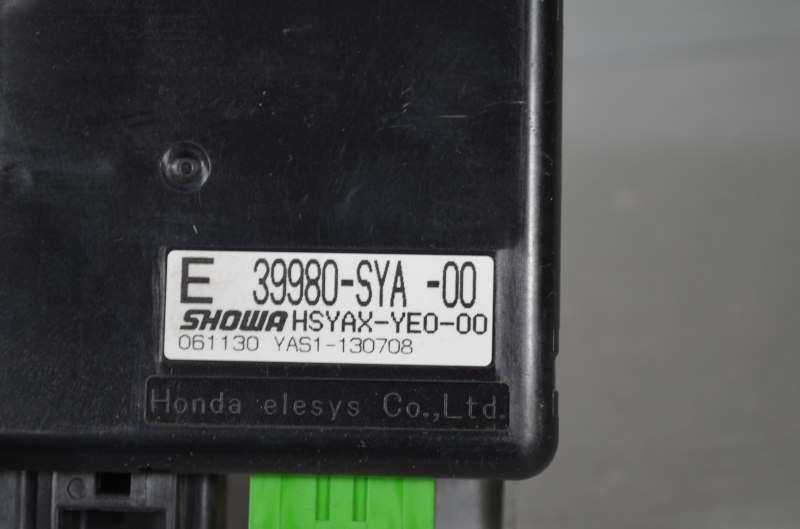 E 39980-SYA -00
SHOWA HSYAX-YE0-00
061130 YAS1-130708
Honda elesys Co.,Ltd.